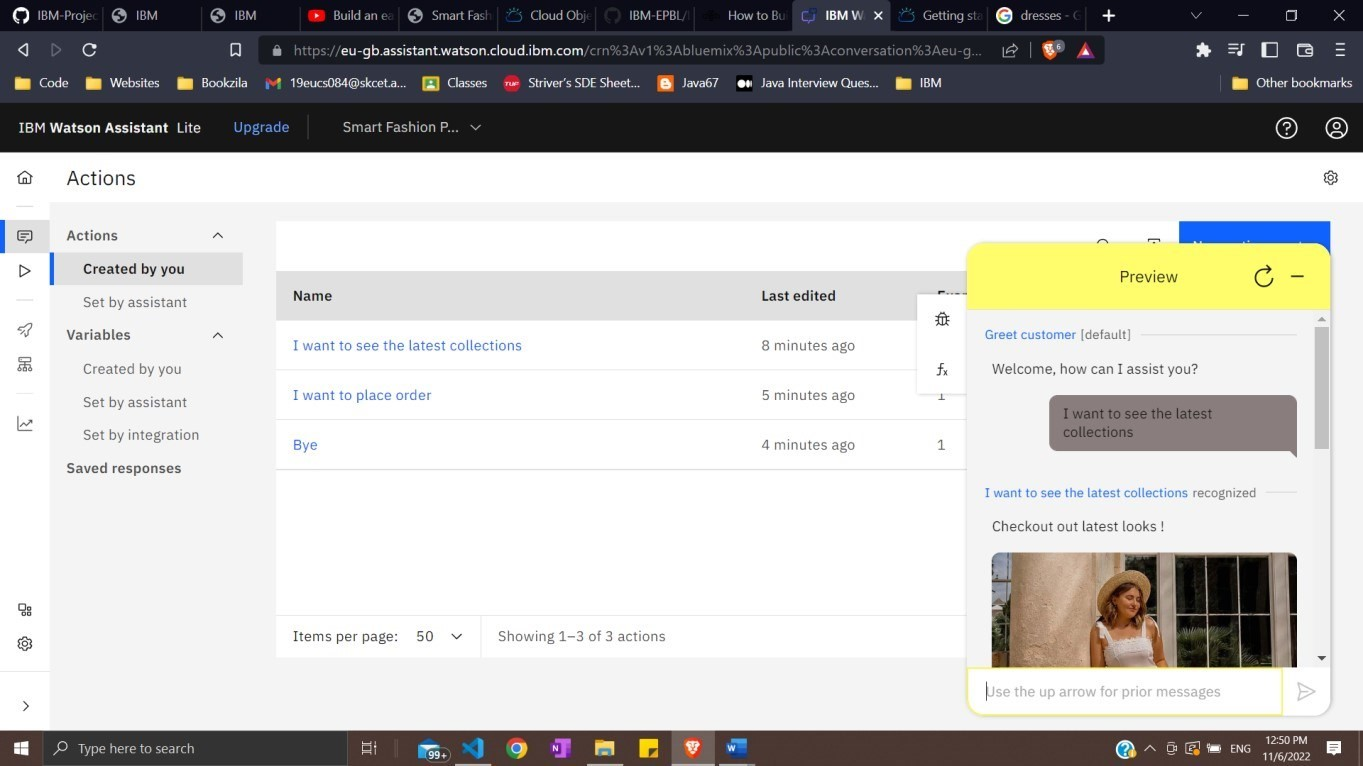 IBM-Projec
IBM
IBM
Build an ea
Smart Fash
Cloud Obje
IBM-EPBL/I
How to Bu
IBM W
Getting sta
dresses - G
https://eu-gb.assistant.watson.cloud.ibm.com/crn%3Av1%3Abluemix%3Apublic%3Aconversation%3Aeu-g...
6
Code
Websites
Bookzila
19eucs084@skcet.a...
Classes
TUF
Striver's SDE Sheet...
Java67
Java Interview Ques...
IBM
Other bookmarks
IBM Watson Assistant Lite
Upgrade
Smart Fashion P...
Actions
Actions
Created by you
Set by assistant
Variables
Created by you
Set by assistant
Set by integration
Saved responses
Name
Last edited
I want to see the latest collections
8 minutes ago
I want to place order
5 minutes ago
1
Bye
4 minutes ago
1
Items per page: 50
Showing 1–3 of 3 actions
Preview
Greet customer [default]
Welcome, how can I assist you?
I want to see the latest
collections
I want to see the latest collections recognized
Checkout out latest looks !
Use the up arrow for prior messages
Type here to search
99+
ENG
12:50 PM
11/6/2022